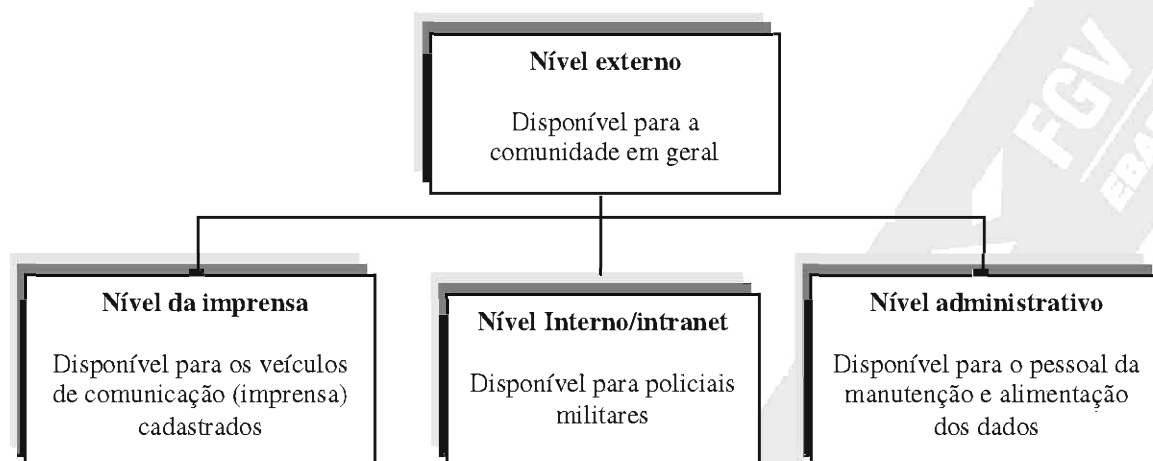 Nível externo
Disponível para a
comunidade em geral
Nível da imprensa
Disponível para os veículos
de comunicação (imprensa)
cadastrados
Nível Interno/intranet
Disponível para policiais
militares
Nível administrativo
Disponível para o pessoal da
manutenção e alimentação
dos dados
FGV